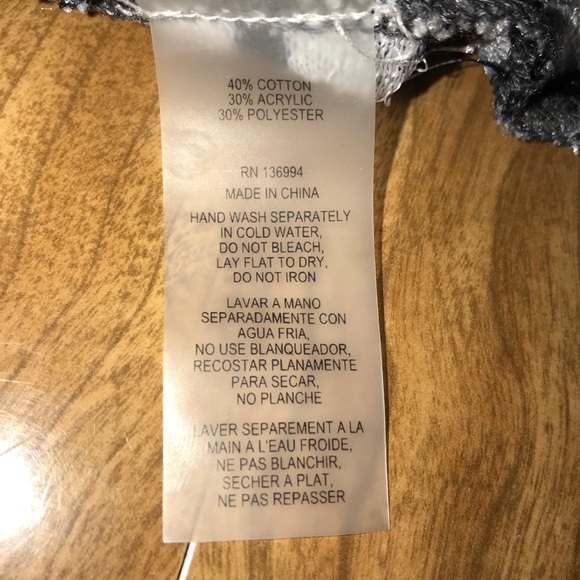 40% COTTON
30% ACRYLIC
30% POLYESTER
RN 136994
MADE IN CHINA
HAND WASH SEPARATELY
IN COLD WATER,
DO NOT BLEACH,
LAY FLAT TO DRY,
DO NOT IRON
LAVAR A MANO
SEPARADAMENTE CON
AGUA FRIA,
NO USE BLANQUEADOR,
RECOSTAR PLANAMENTE
PARA SECAR,
NO PLANCHE
LAVER SEPAREMENT A LA
MAIN A L'EAU FROIDE,
NE PAS BLANCHIR,
SECHER A PLAT,
NE PAS REPASSER